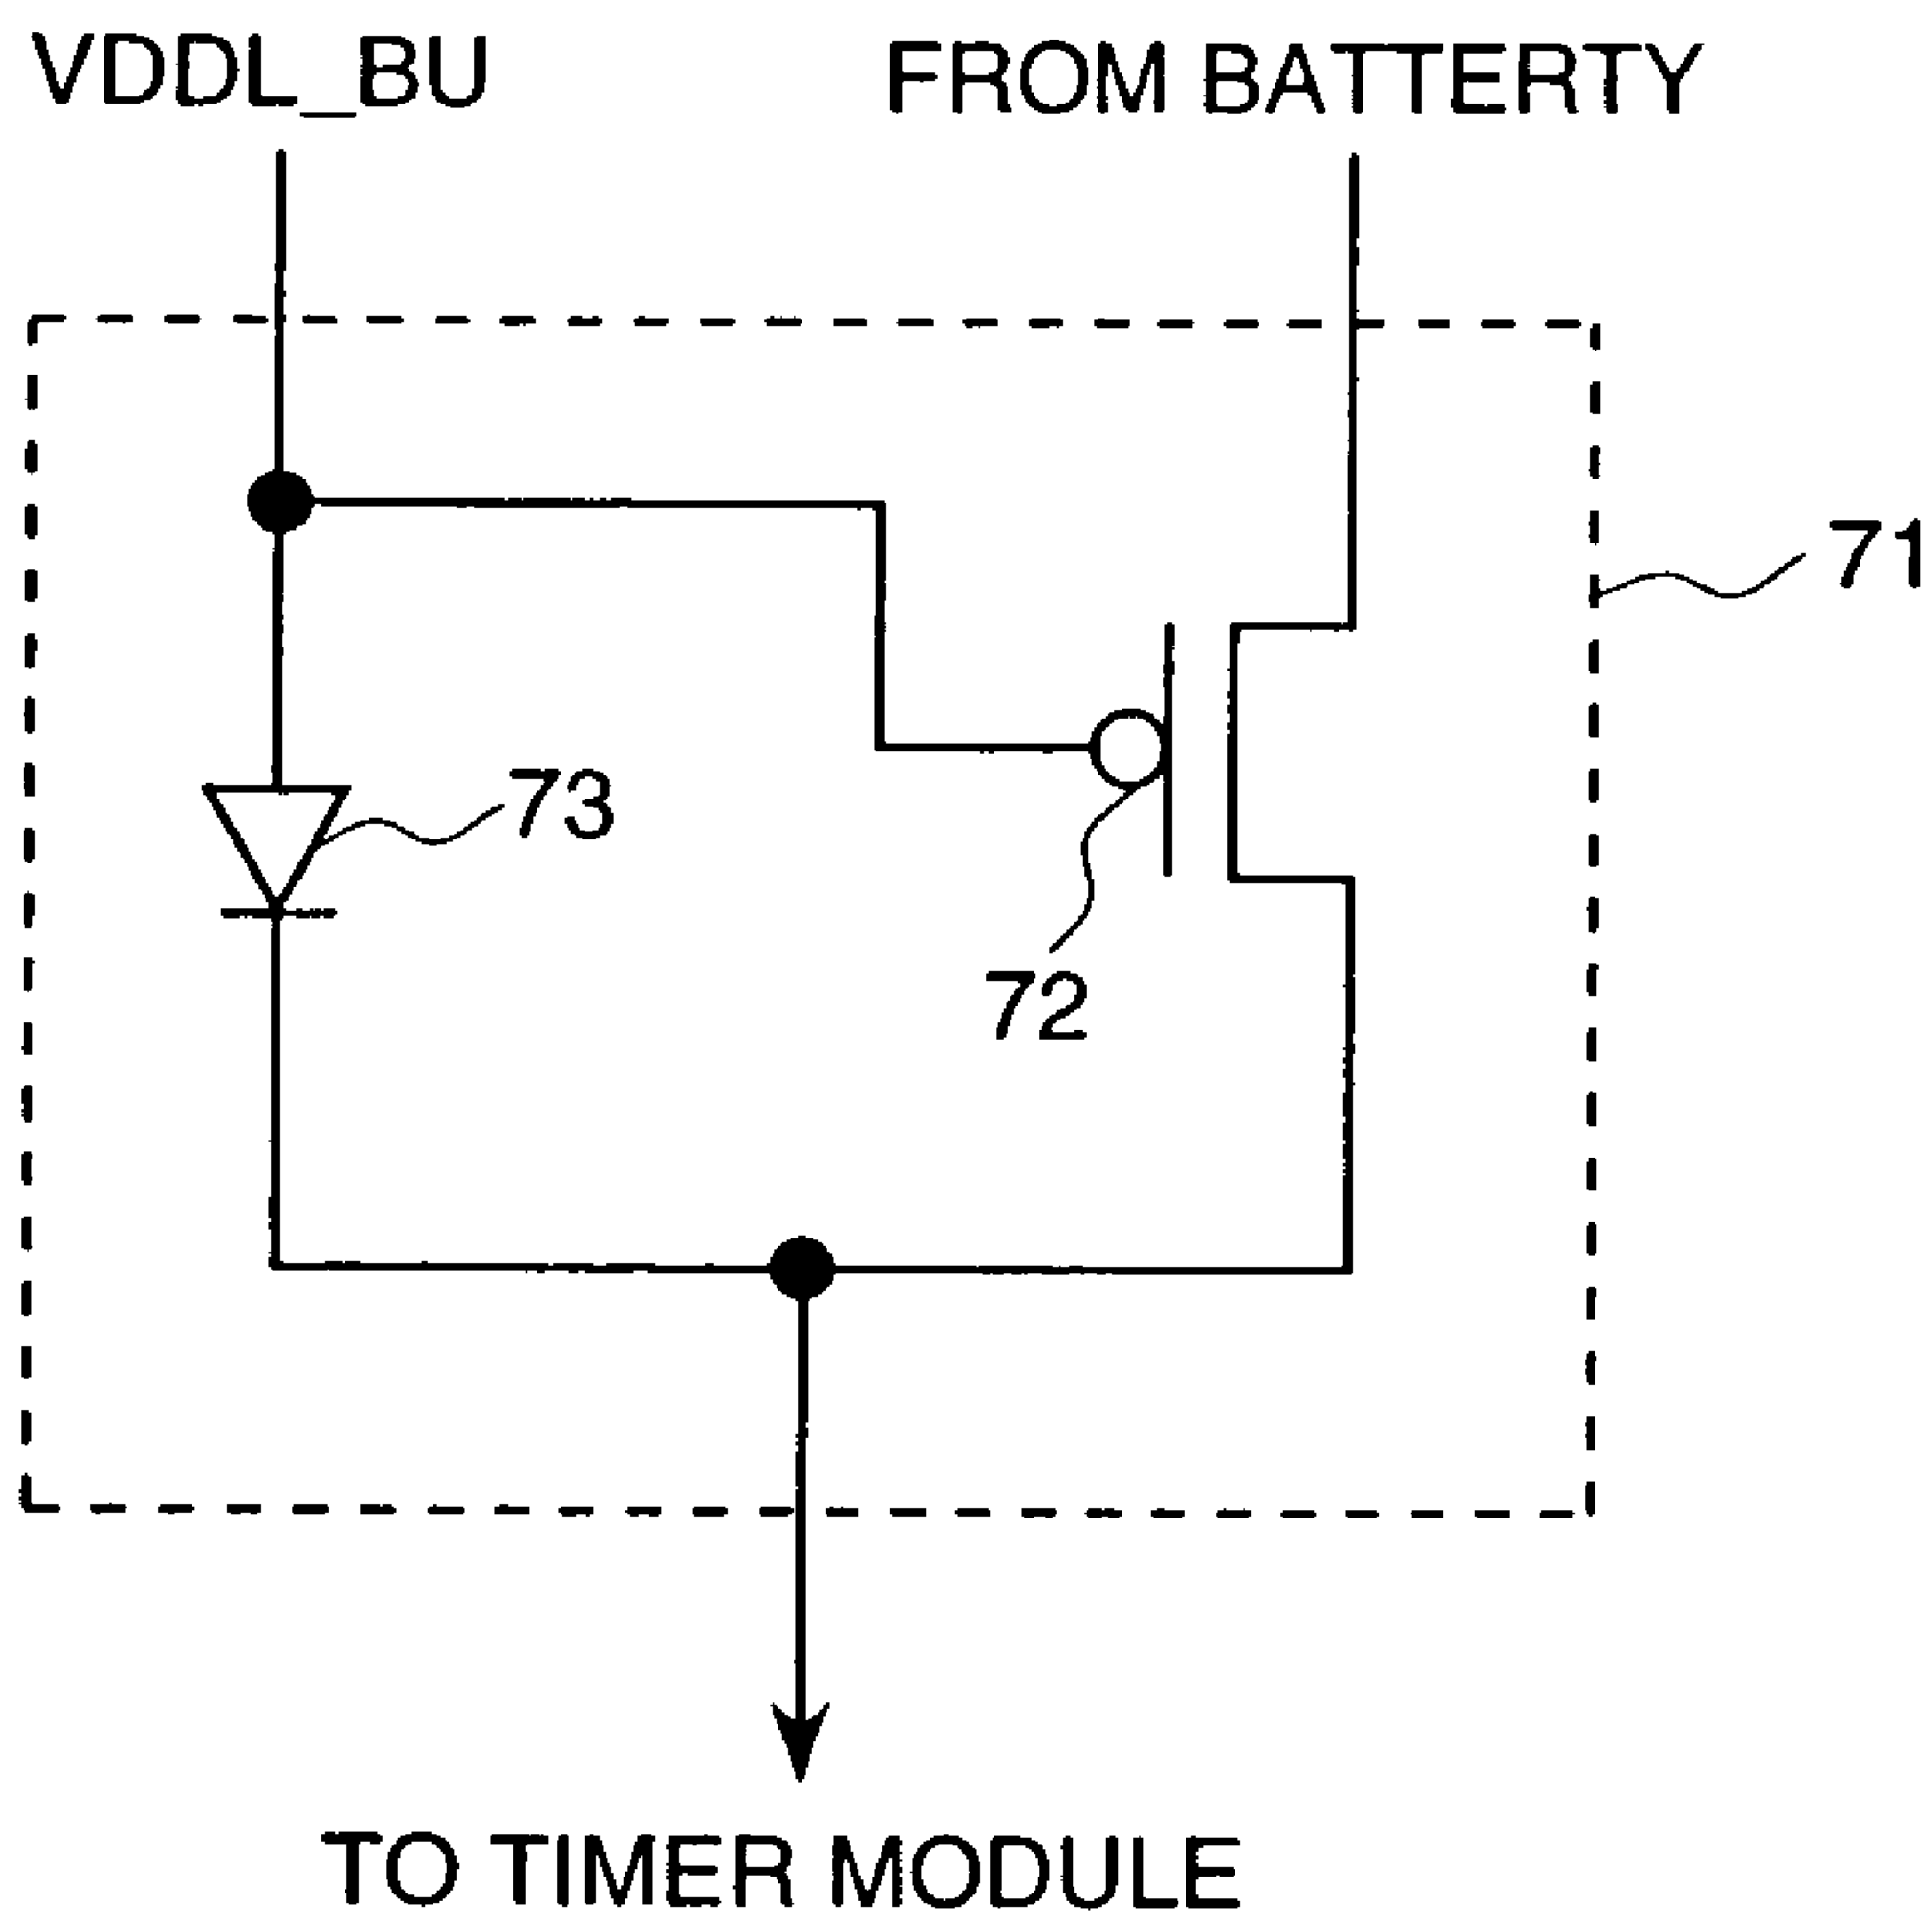 VDDL_BU
FROM BATTERTY
71
73
72
TO TIMER MODULE